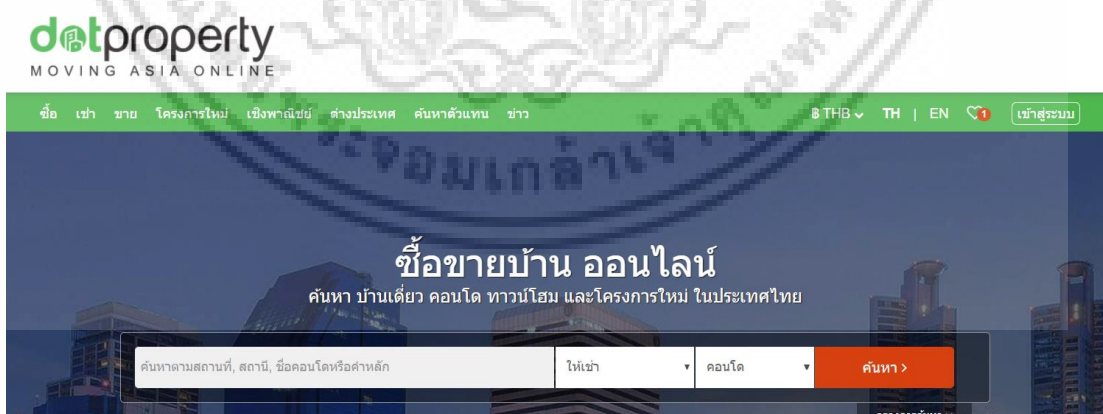 dotproperty
MOVING ASIA ONLINE
ซื้อ เช่า ขาย โครงการใหม่ เชิงพาณิชย์ ต่างประเทศ ค้นหาตัวแทน ข่าว ฿ THB TH | EN 1 เข้าสู่ระบบ
ซื้อขายบ้าน ออนไลน์
ค้นหา บ้านเดี่ยว คอนโด ทาวน์โฮม และโครงการใหม่ ในประเทศไทย
ค้นหาตามสถานที่, สถานี, ชื่อคอนโดหรือคำหลัก ให้เช่า คอนโด ค้นหา >